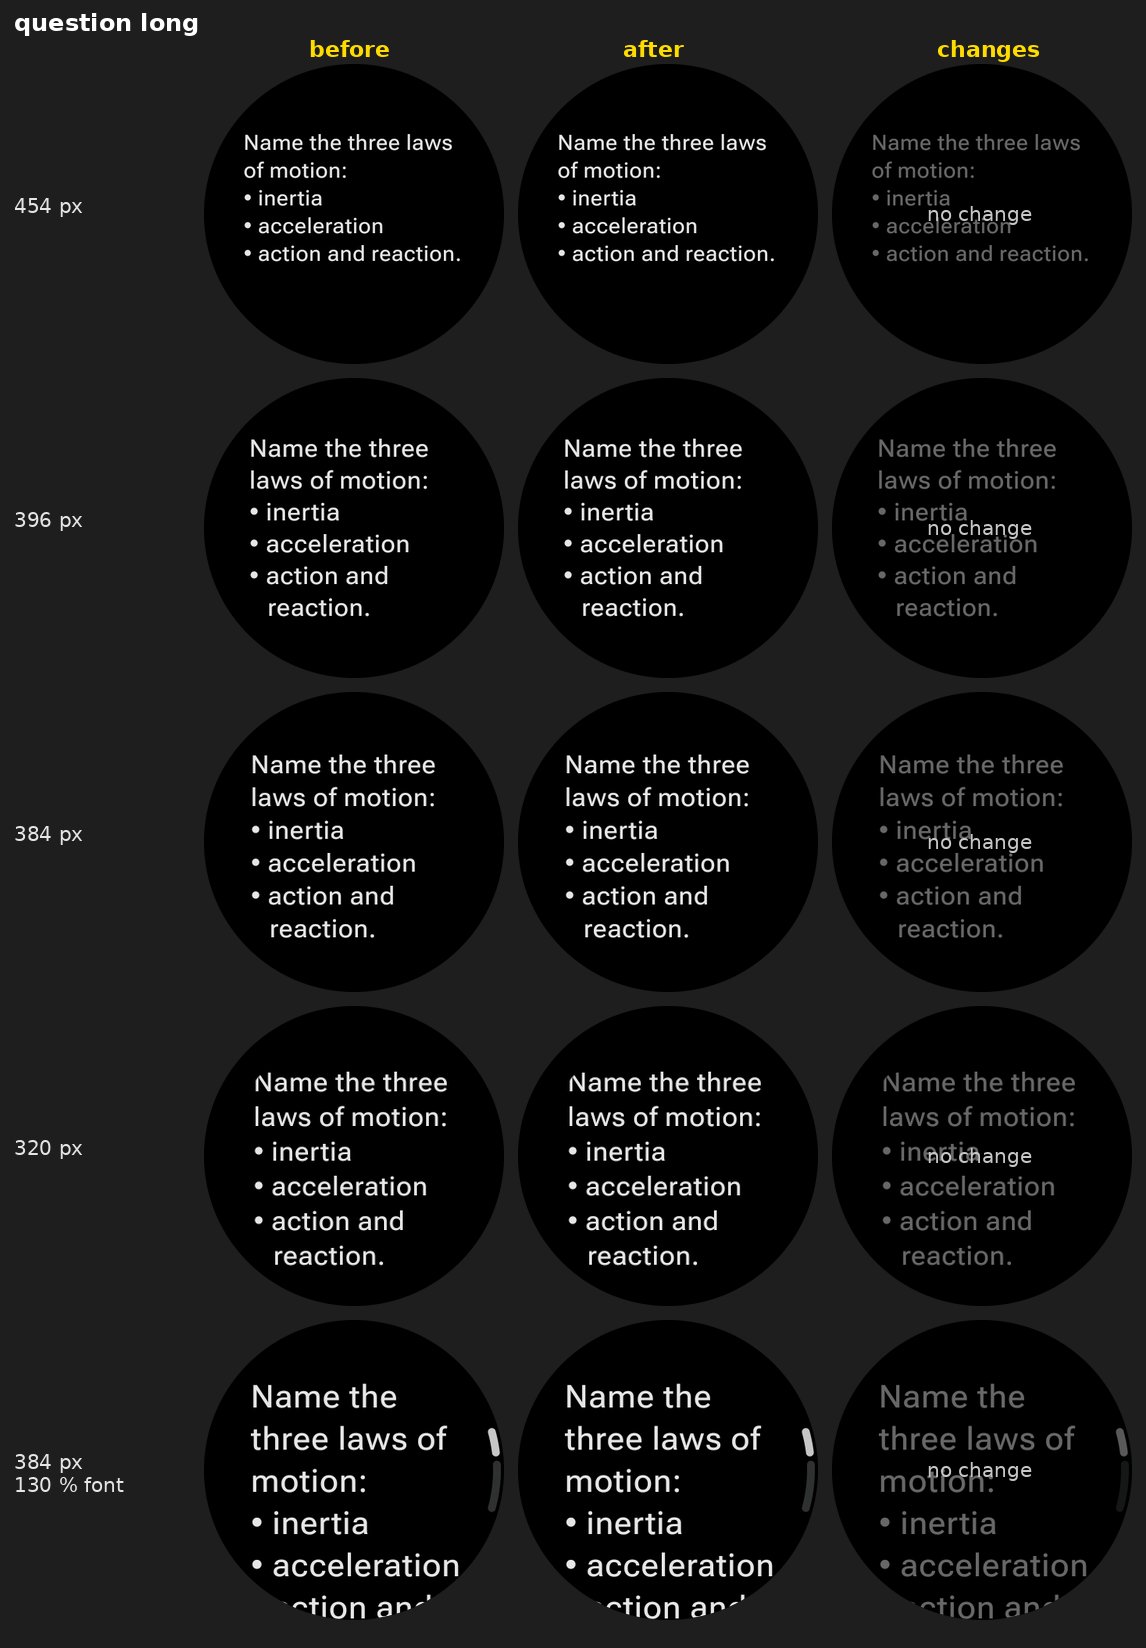 question long
before after changes
454 px
Name the three laws
of motion:
• inertia
• acceleration
• action and reaction.
Name the three laws
of motion:
• inertia
• acceleration
• action and reaction.
Name the three laws
of motion:
• inertia
no change
• acceleration
• action and reaction.
396 px
Name the three
laws of motion:
• inertia
• acceleration
• action and
reaction.
Name the three
laws of motion:
• inertia
• acceleration
• action and
reaction.
Name the three
laws of motion:
• inertia
no change
• acceleration
• action and
reaction.
384 px
Name the three
laws of motion:
• inertia
• acceleration
• action and
reaction.
Name the three
laws of motion:
• inertia
• acceleration
• action and
reaction.
Name the three
laws of motion:
• inertia
no change
• acceleration
• action and
reaction.
320 px
Name the three
laws of motion:
• inertia
• acceleration
• action and
reaction.
Name the three
laws of motion:
• inertia
• acceleration
• action and
reaction.
Name the three
laws of motion:
• inertia
no change
• acceleration
• action and
reaction.
384 px
130 % font
Name the
three laws of
motion:
• inertia
• acceleration
ction and
Name the
three laws of
motion:
• inertia
• acceleration
ction and
Name the
three laws of
no change
motion:
• inertia
• acceleration
ction and